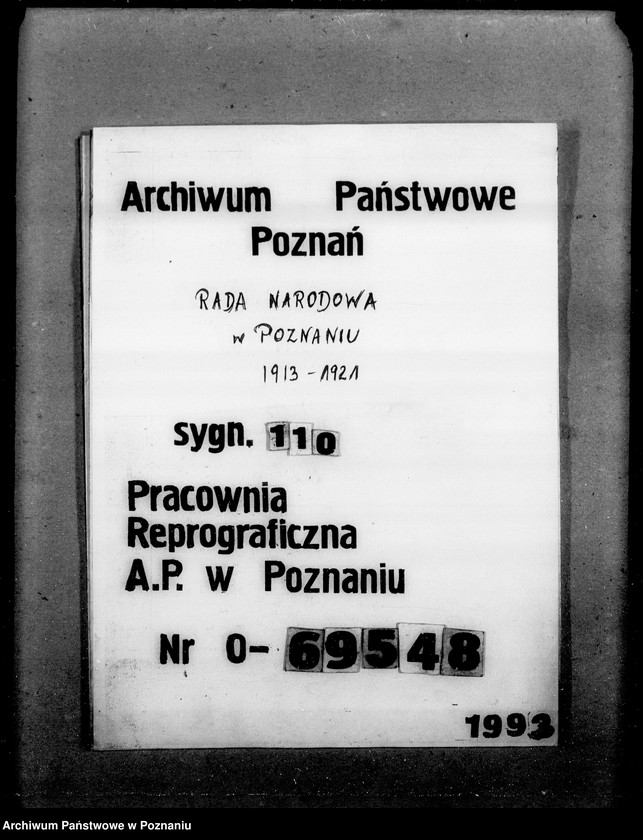 Archiwum Państwowe
Poznań
RADA NARODOWA
w POZNANIU
1913-1921
sygn. 110
Pracownia
Reprograficzna
A.P. w Poznaniu
Nr O-69548
1993
Archiwum Państwowe w Poznaniu